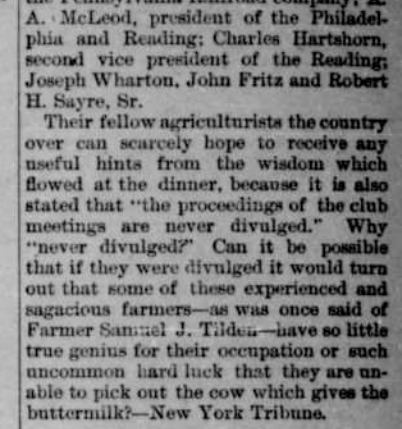 the Pennsylvania Railroad company;
A. McLeod, president of the Philadel-
phia and Reading; Charles Hartshorn,
second vice president of the Reading;
Joseph Wharton, John Fritz and Robert
H. Sayre, Sr.
Their fellow agriculturists the country
over can scarcely hope to receive any
useful hints from the wisdom which
flowed at the dinner, because it is also
stated that "the proceedings of the club
meetings are never divulged." Why
"never divulged?" Can it be possible
that if they were divulged it would turn
out that some of these experienced and
sagacious farmers—as was once said of
Farmer Samuel J. Tilden—have so little
true genius for their occupation or such
uncommon hard luck that they are un-
able to pick out the cow which gives the
buttermilk?—New York Tribune.